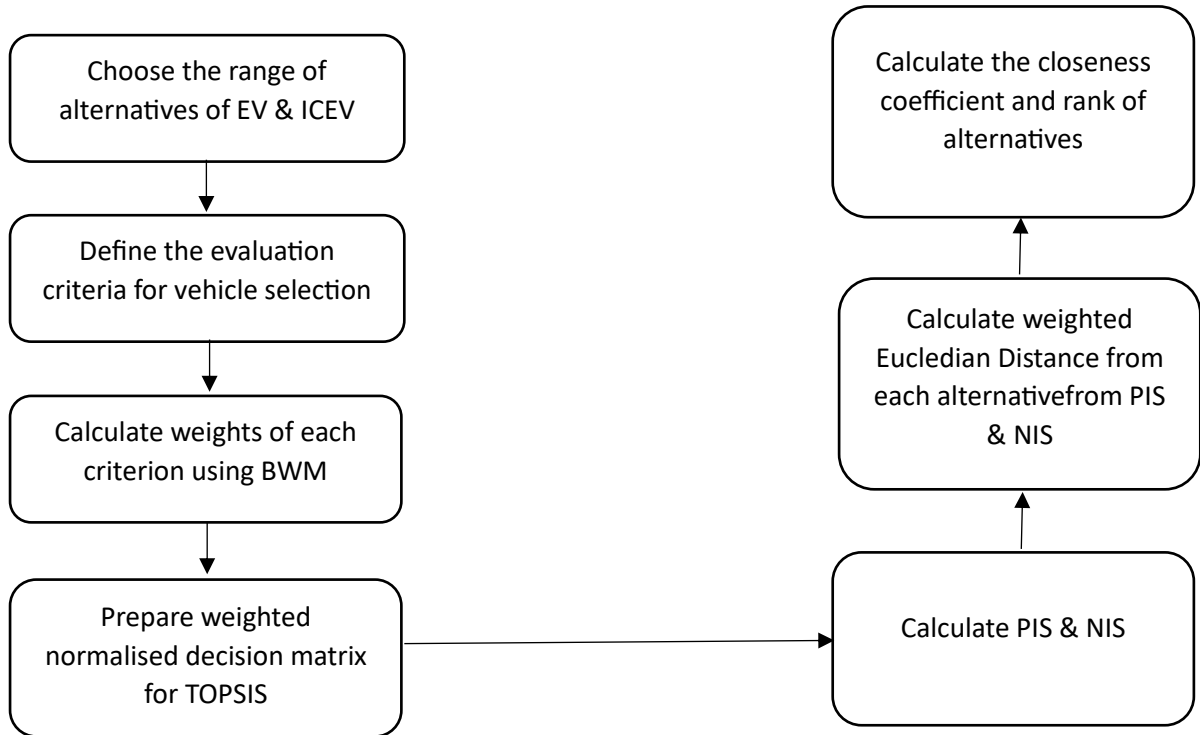 Choose the range of
alternatives of EV & ICEV
Define the evaluation
criteria for vehicle selection
Calculate weights of each
criterion using BWM
Prepare weighted
normalised decision matrix
for TOPSIS
Calculate PIS & NIS
Calculate weighted
Eucledian Distance from
each alternativefrom PIS
& NIS
Calculate the closeness
coefficient and rank of
alternatives